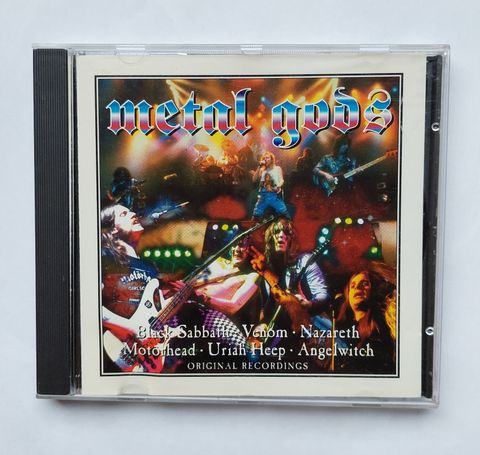 metal gods
Black Sabbath · Venom · Nazareth
Motörhead · Uriah Heep · Angelwitch
ORIGINAL RECORDINGS